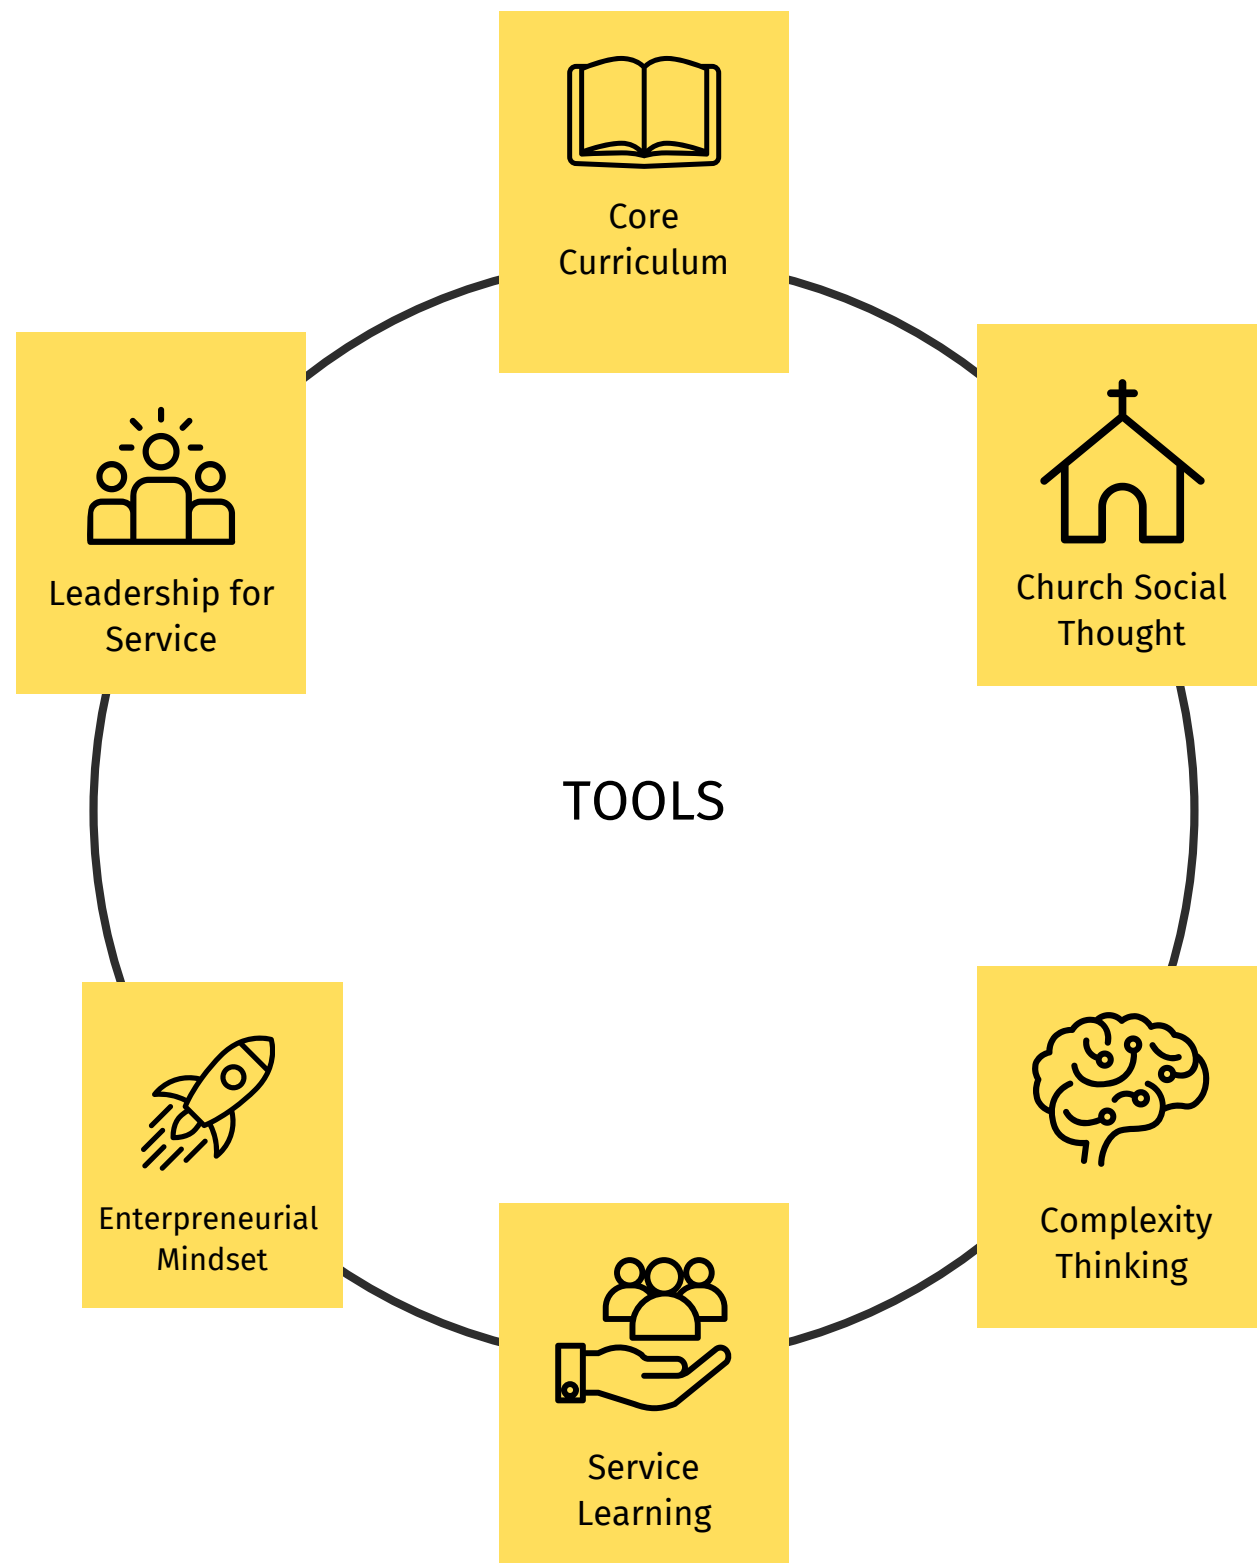 Core
Curriculum
Church Social
Thought
Leadership for
Service
TOOLS
Complexity
Thinking
Enterpreneurial
Mindset
Service
Learning